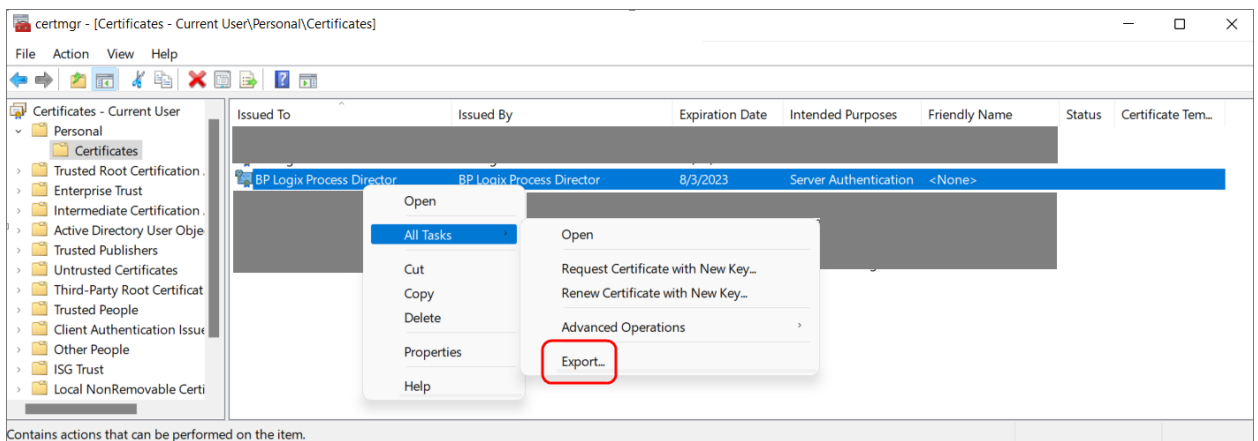 certmgr - [Certificates - Current User\Personal\Certificates]
File Action View Help
Certificates - Current User
Personal
Certificates
Trusted Root Certification
Enterprise Trust
Intermediate Certification
Active Directory User Obje
Trusted Publishers
Untrusted Certificates
Third-Party Root Certificat
Trusted People
Client Authentication Issue
Other People
ISG Trust
Local NonRemovable Certi
Issued To Issued By Expiration Date Intended Purposes Friendly Name Status Certificate Tem...
BP Logix Process Director BP Logix Process Director 8/3/2023 Server Authentication <None>
Open
All Tasks
Cut
Copy
Delete
Properties
Help
Open
Request Certificate with New Key...
Renew Certificate with New Key...
Advanced Operations
Export...
Contains actions that can be performed on the item.